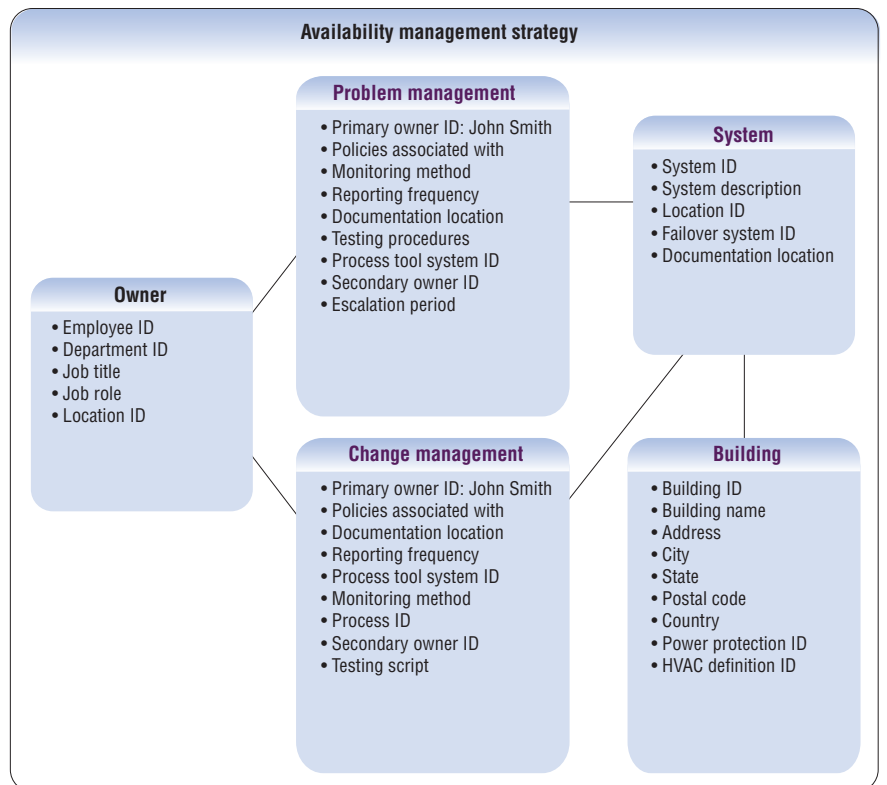 Availability management strategy
Problem management
• Primary owner ID: John Smith
• Policies associated with
• Monitoring method
• Reporting frequency
• Documentation location
• Testing procedures
• Process tool system ID
• Secondary owner ID
• Escalation period
System
• System ID
• System description
• Location ID
• Failover system ID
• Documentation location
Owner
• Employee ID
• Department ID
• Job title
• Job role
• Location ID
Change management
• Primary owner ID: John Smith
• Policies associated with
• Documentation location
• Reporting frequency
• Process tool system ID
• Monitoring method
• Process ID
• Secondary owner ID
• Testing script
Building
• Building ID
• Building name
• Address
• City
• State
• Postal code
• Country
• Power protection ID
• HVAC definition ID